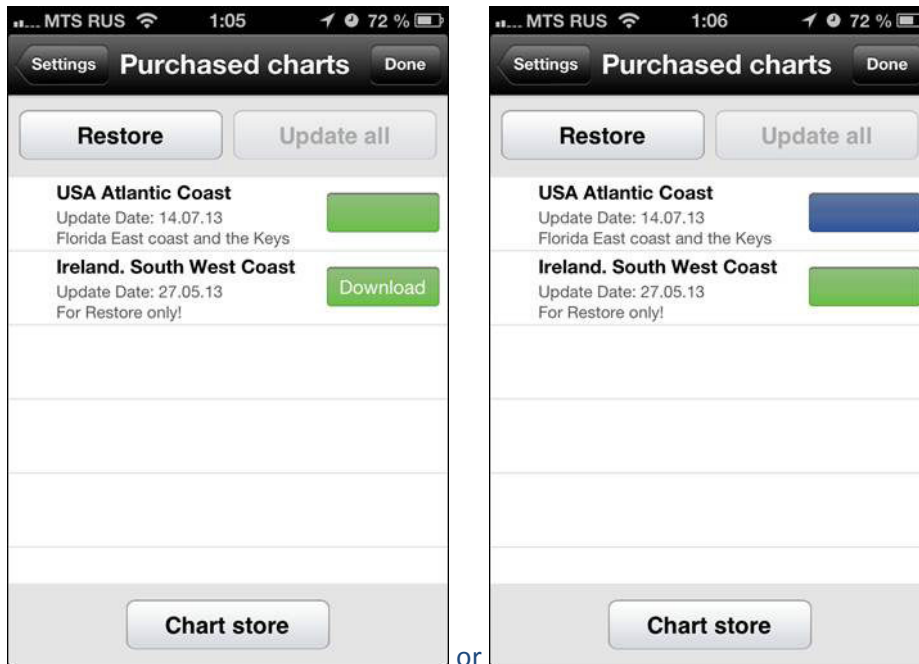 MTS RUS 1:05 72 %
Settings Purchased charts Done
Restore Update all
USA Atlantic Coast
Update Date: 14.07.13
Florida East coast and the Keys
Ireland. South West Coast
Update Date: 27.05.13
Download
For Restore only!
Chart store
or
MTS RUS 1:06 72 %
Settings Purchased charts Done
Restore Update all
USA Atlantic Coast
Update Date: 14.07.13
Florida East coast and the Keys
Ireland. South West Coast
Update Date: 27.05.13
For Restore only!
Chart store